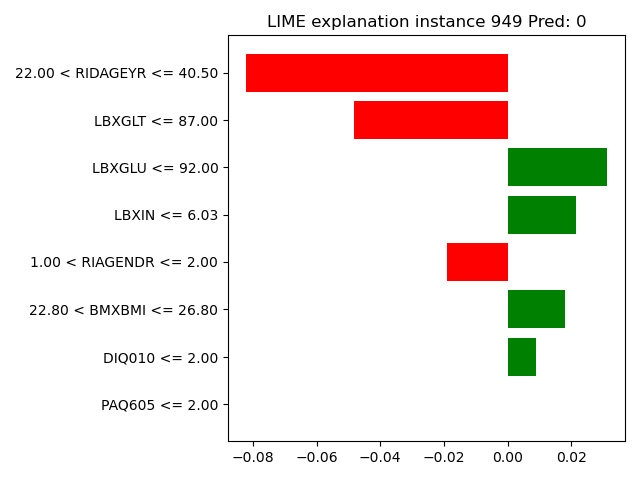 LIME explanation instance 949 Pred: 0
22.00 < RIDAGEYR <= 40.50
LBXGLT <= 87.00
LBXGLU <= 92.00
LBXIN <= 6.03
1.00 < RIAGENDR <= 2.00
22.80 < BMXBMI <= 26.80
DIQ010 <= 2.00
PAQ605 <= 2.00
−0.08 −0.06 −0.04 −0.02 0.00 0.02